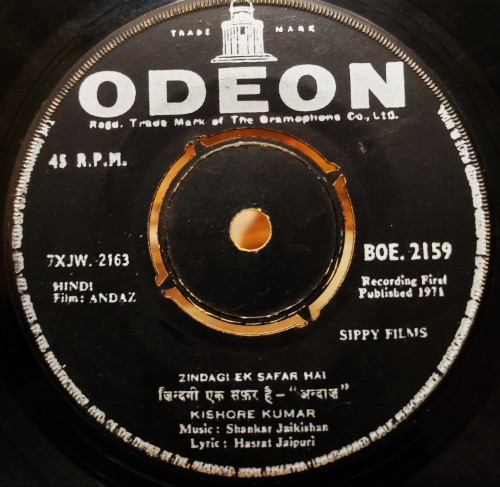 TRADE MARK
ODEON
Regd. Trade Mark of The Gramophone Co., Ltd.
45 R.P.M.
7XJW. 2163
BOE. 2159
HINDI
Film: ANDAZ
Recording First
Published 1971
SIPPY FILMS
ZINDAGI EK SAFAR HAI
ज़िन्दगी एक सफ़र है-"अन्दाज़"
KISHORE KUMAR
Music: Shankar Jaikishan
Lyric: Hasrat Jaipuri